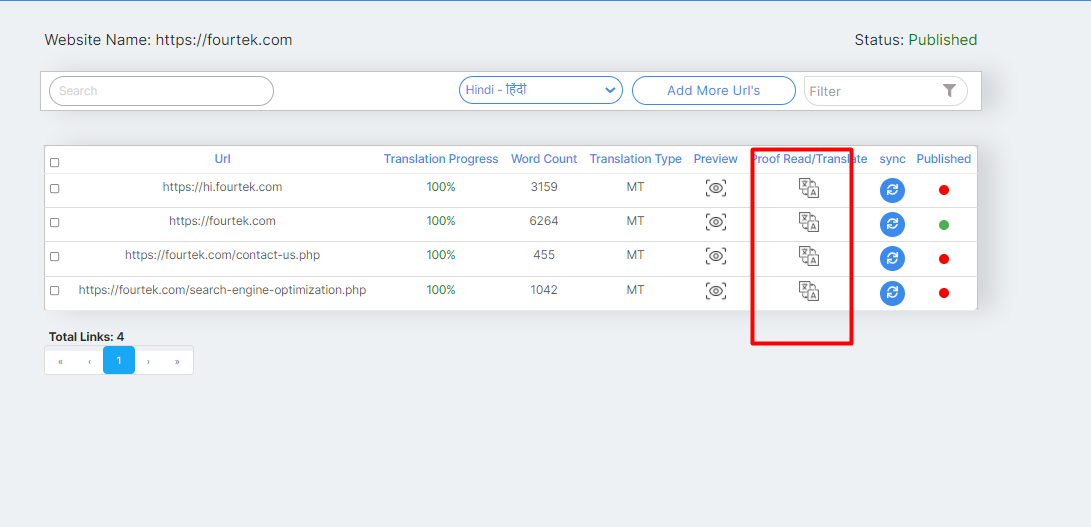 Website Name: https://fourtek.com Status: Published
Search Hindi - हिंदी Add More Url's Filter
Url Translation Progress Word Count Translation Type Preview Proof Read/Translate sync Published
https://hi.fourtek.com 100% 3159 MT
https://fourtek.com 100% 6264 MT
https://fourtek.com/contact-us.php 100% 455 MT
https://fourtek.com/search-engine-optimization.php 100% 1042 MT
Total Links: 4
« ‹ 1 › »